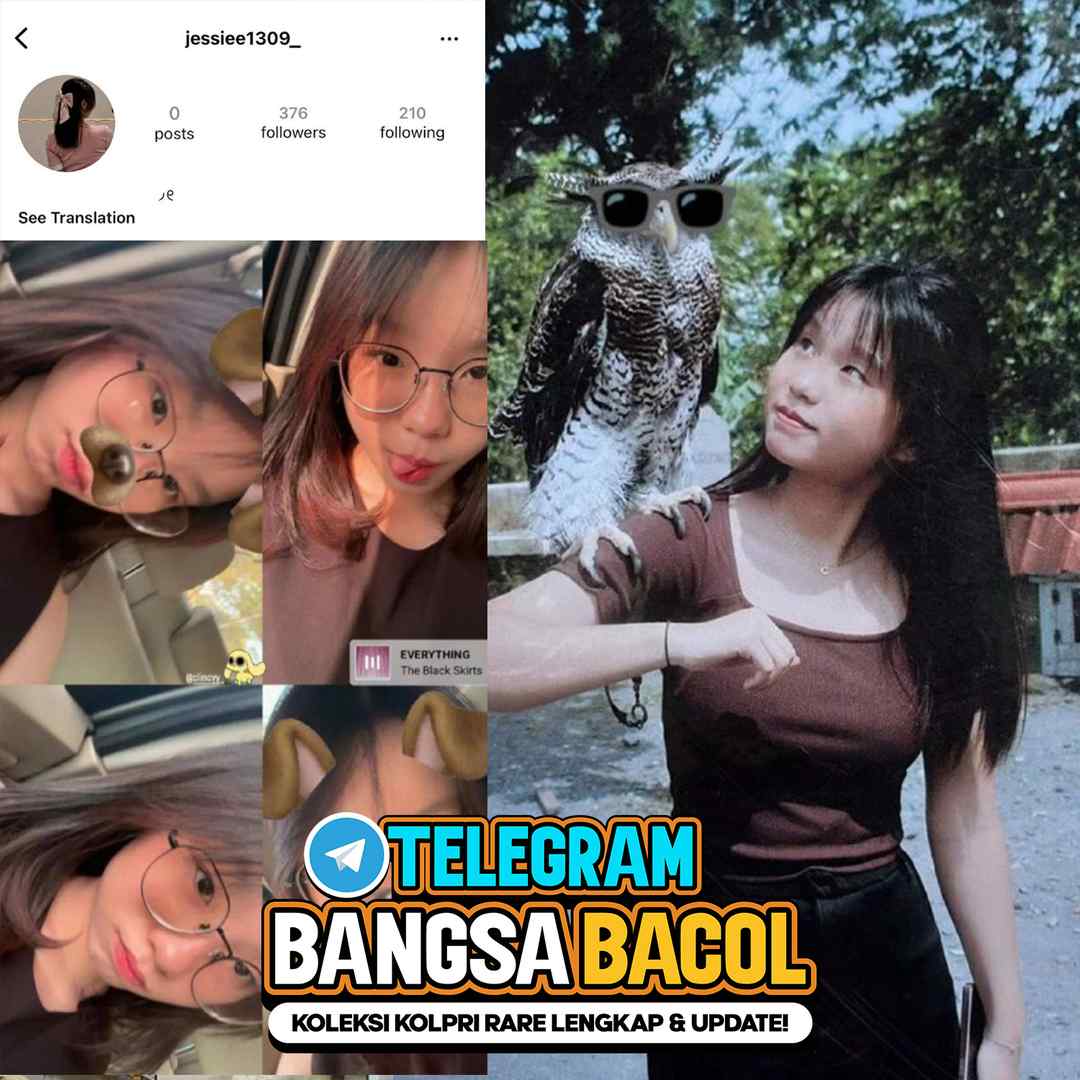 jessiee1309_
0 posts
376 followers
210 following
See Translation
EVERYTHING
The Black Skirts
TELEGRAM
BANGSA BACOL
KOLEKSI KOLPRI RARE LENGKAP & UPDATE!